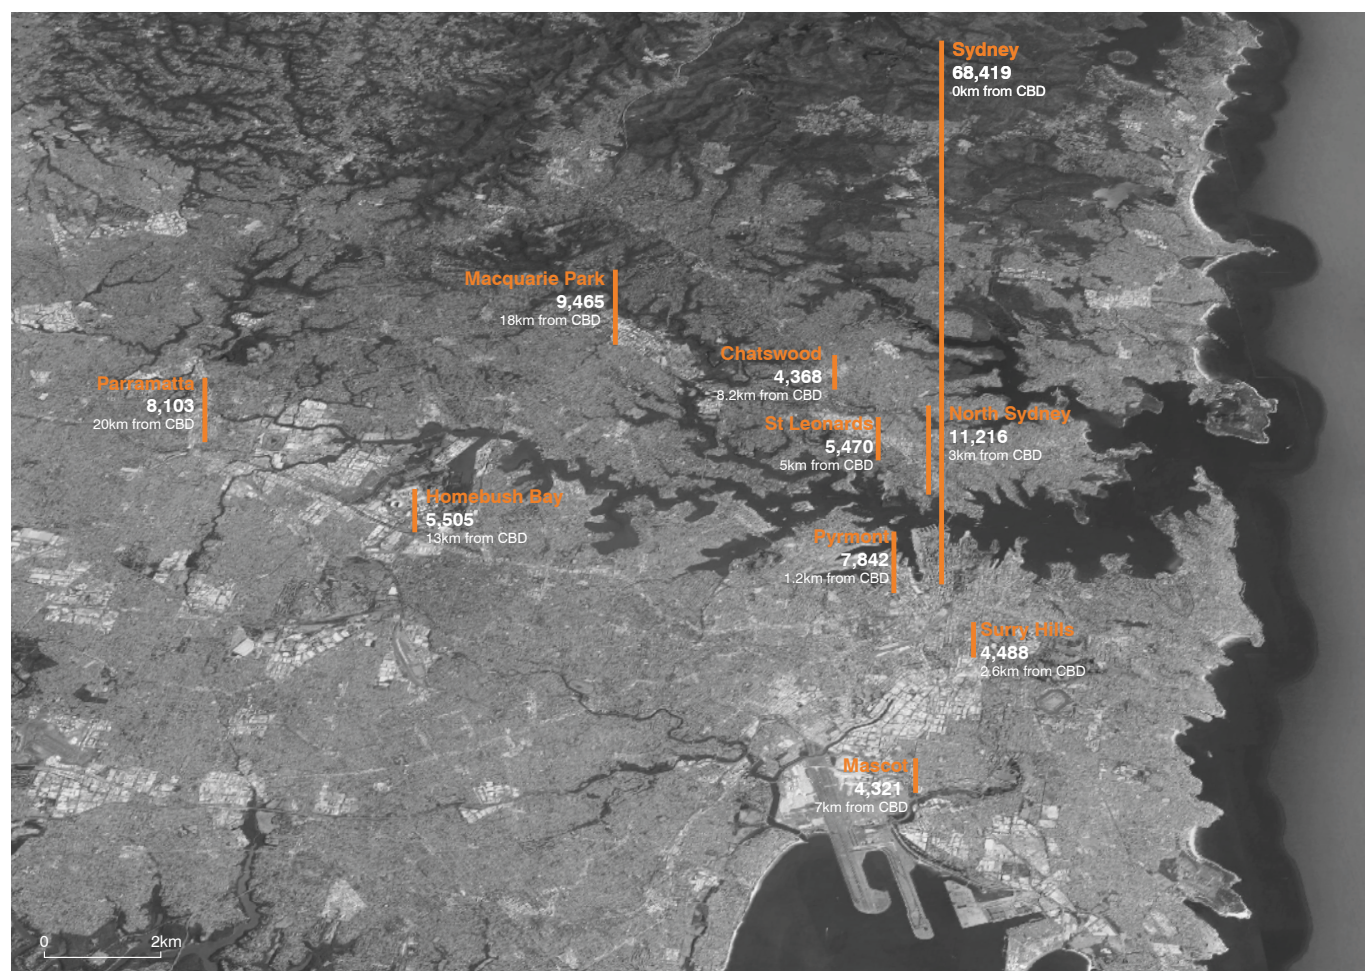 Sydney
68,419
0km from CBD
Macquarie Park
9,465
18km from CBD
Chatswood
4,368
8.2km from CBD
Parramatta
8,103
20km from CBD
North Sydney
11,216
3km from CBD
St Leonards
5,470
5km from CBD
Homebush Bay
5,505
13km from CBD
Pyrmont
7,842
1.2km from CBD
Surry Hills
4,488
2.6km from CBD
Mascot
4,321
7km from CBD
0 2km